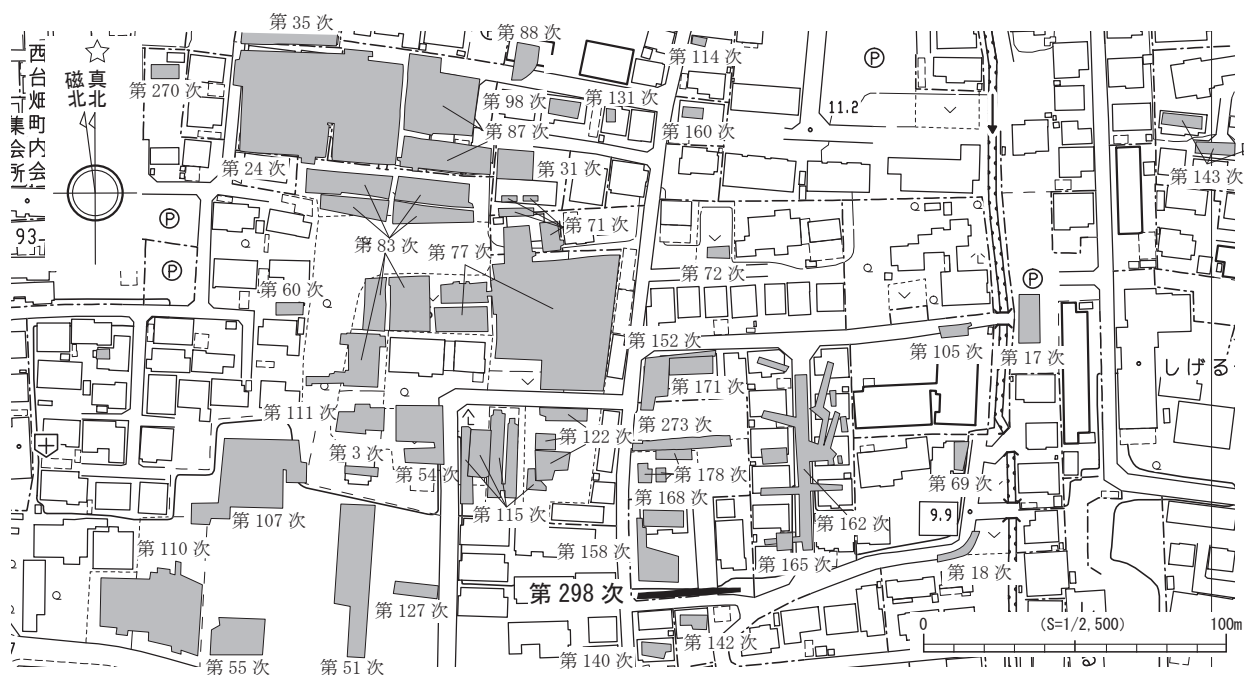 第 35 次
第 88 次
第 114 次
西台畑町内会
集会所
真北
磁北
第 270 次
第 98 次
第 131 次
第 87 次
第 160 次
11.2
第 24 次
第 31 次
第 143 次
第 71 次
93
第 83 次
第 77 次
第 72 次
第 60 次
第 152 次
第 105 次
第 17 次
第 171 次
しげる
第 111 次
第 273 次
第 122 次
第 3 次
第 54 次
第 178 次
第 69 次
第 168 次
第 107 次
第 115 次
第 162 次
9.9
第 110 次
第 158 次
第 165 次
第 18 次
第 298 次
第 127 次
0
(S=1/2,500)
100m
第 142 次
第 55 次
第 51 次
第 140 次
P
P
P
P